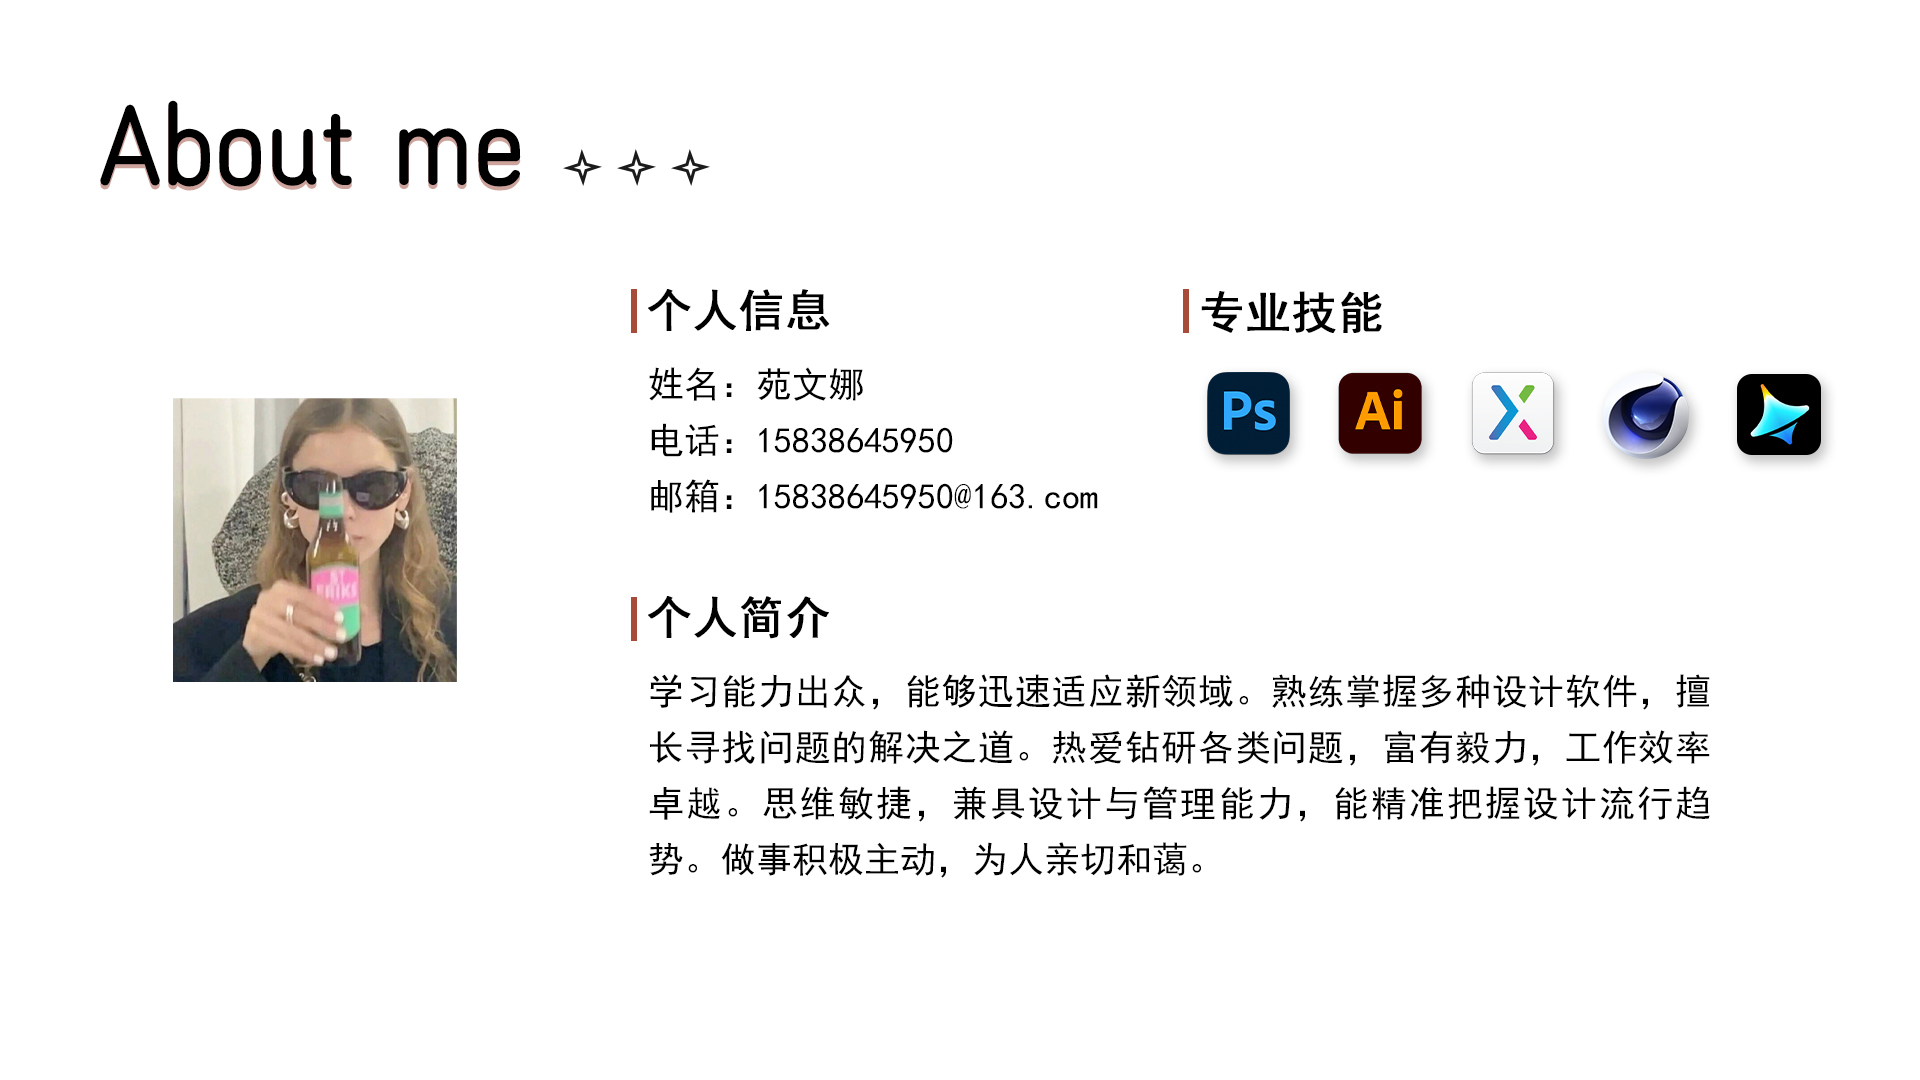 About me
个人信息
姓名：苑文娜
电话：15838645950
邮箱：15838645950@163.com
专业技能
Ps
Ai
个人简介
学习能力出众，能够迅速适应新领域。熟练掌握多种设计软件，擅
长寻找问题的解决之道。热爱钻研各类问题，富有毅力，工作效率
卓越。思维敏捷，兼具设计与管理能力，能精准把握设计流行趋
势。做事积极主动，为人亲切和蔼。